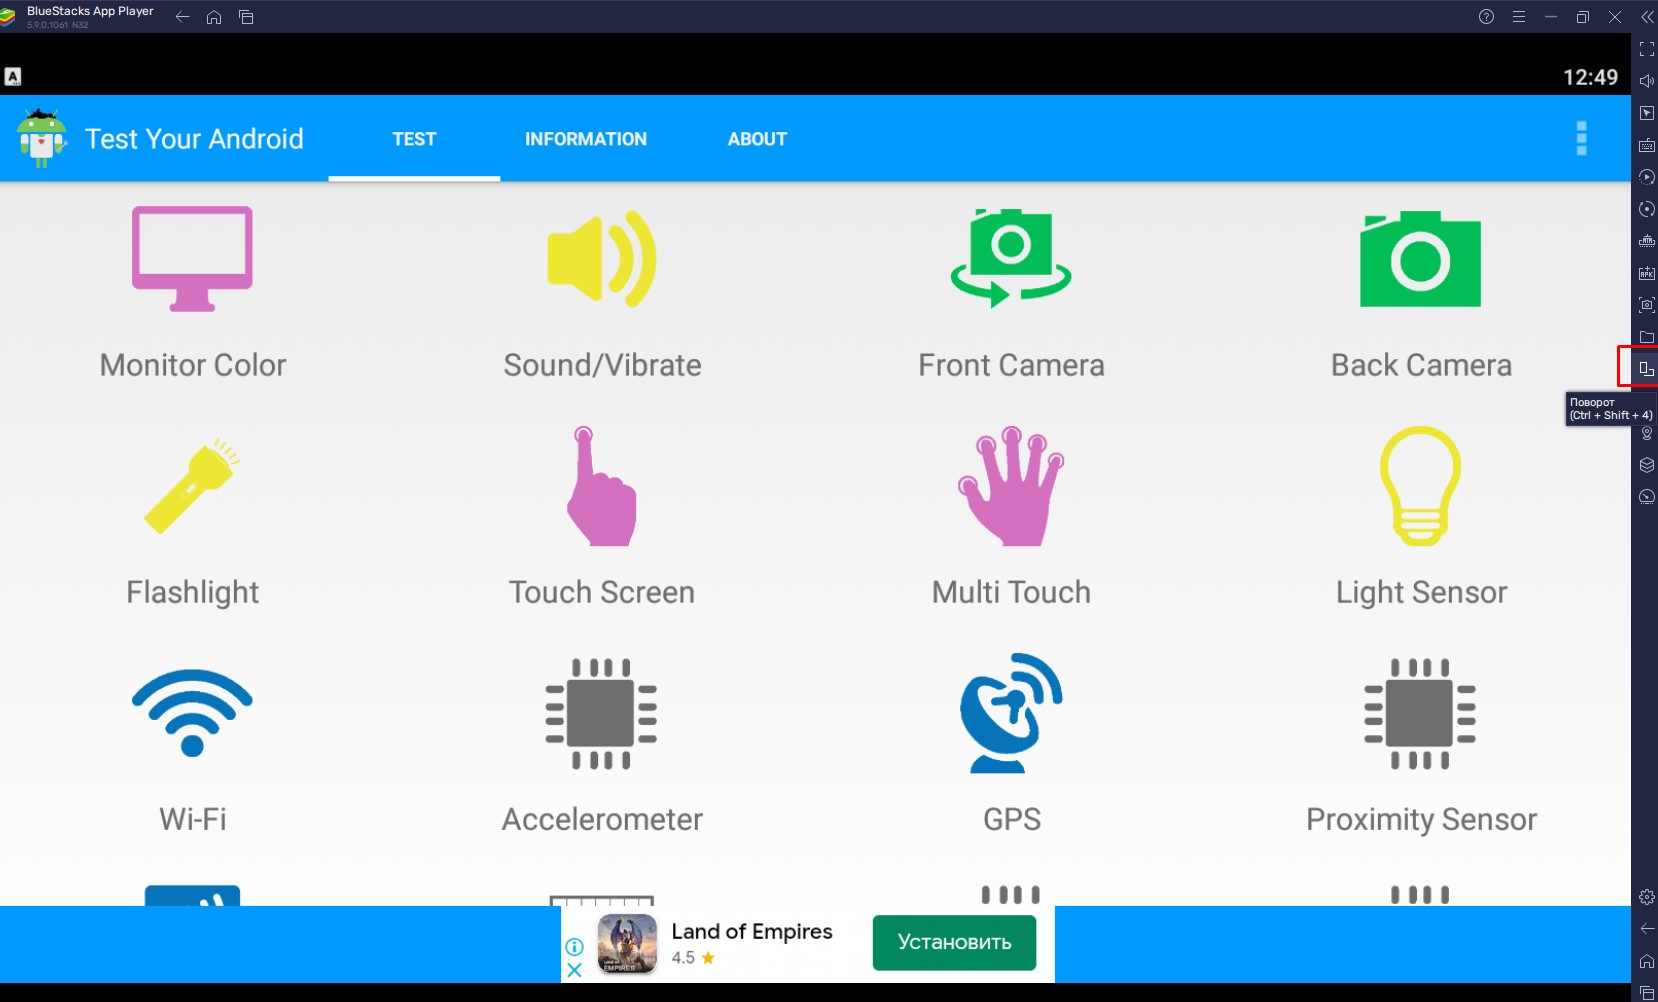 BlueStacks App Player
5.9.0.1061 N32
A
12:49
Test Your Android
TEST
INFORMATION
ABOUT
Monitor Color
Sound/Vibrate
Front Camera
Back Camera
Поворот
(Ctrl + Shift + 4)
Flashlight
Touch Screen
Multi Touch
Light Sensor
Wi-Fi
Accelerometer
GPS
Proximity Sensor
Land of Empires
4.5
Установить